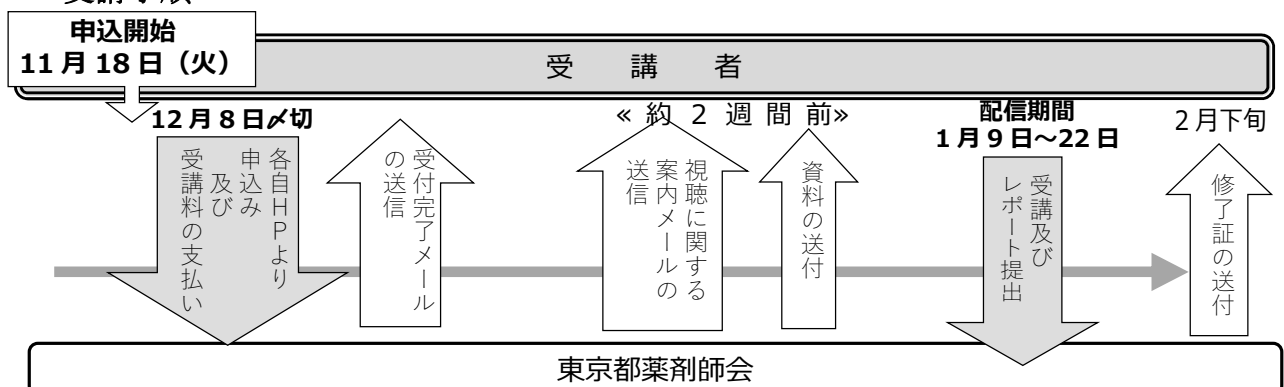 申込開始
11月18日（火）
受　講　者
12月8日〆切
≪約２週間前≫
配信期間
1月9日～22日
２月下旬
各自ＨＰより
申込み
及び
受講料の支払い
受付完了メール
の送信
視聴に関する
案内メールの
送信
資料の送付
受講及び
レポート提出
修了証の送付
東京都薬剤師会